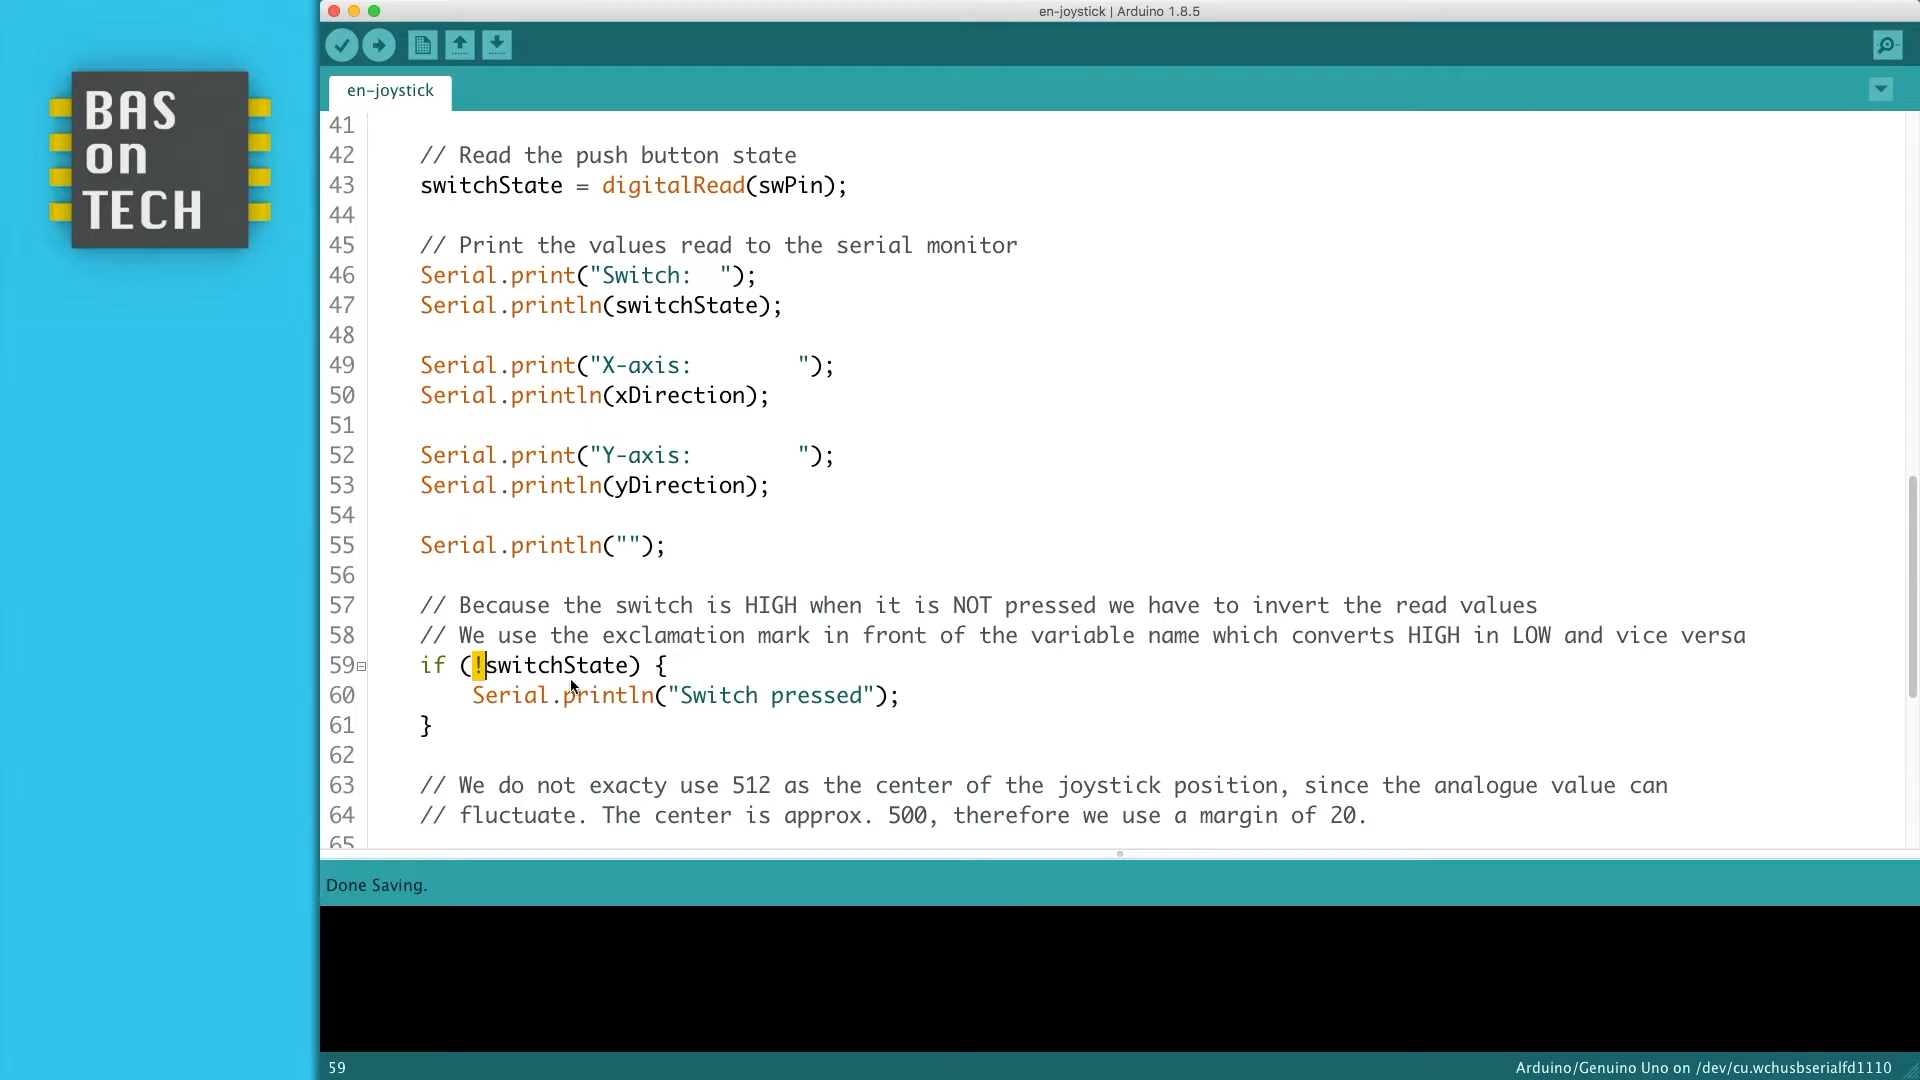 BAS
on
TECH
en-joystick | Arduino 1.8.5
en-joystick
41
42 // Read the push button state
43 switchState = digitalRead(swPin);
44
45 // Print the values read to the serial monitor
46 Serial.print("Switch:  ");
47 Serial.println(switchState);
48
49 Serial.print("X-axis:        ");
50 Serial.println(xDirection);
51
52 Serial.print("Y-axis:        ");
53 Serial.println(yDirection);
54
55 Serial.println("");
56
57 // Because the switch is HIGH when it is NOT pressed we have to invert the read values
58 // We use the exclamation mark in front of the variable name which converts HIGH in LOW and vice versa
59 if (!switchState) {
60 Serial.println("Switch pressed");
61 }
62
63 // We do not exacty use 512 as the center of the joystick position, since the analogue value can
64 // fluctuate. The center is approx. 500, therefore we use a margin of 20.
65
Done Saving.
59
Arduino/Genuino Uno on /dev/cu.wchusbserialfd1110